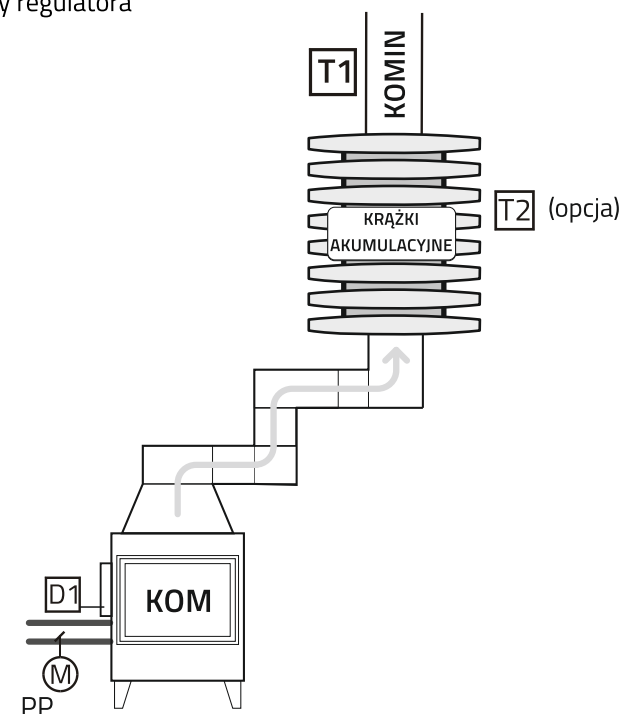 y regulatora
T1
KOMIN
KRĄŻKI
AKUMULACYJNE
T2 (opcja)
D1
KOM
M
PP